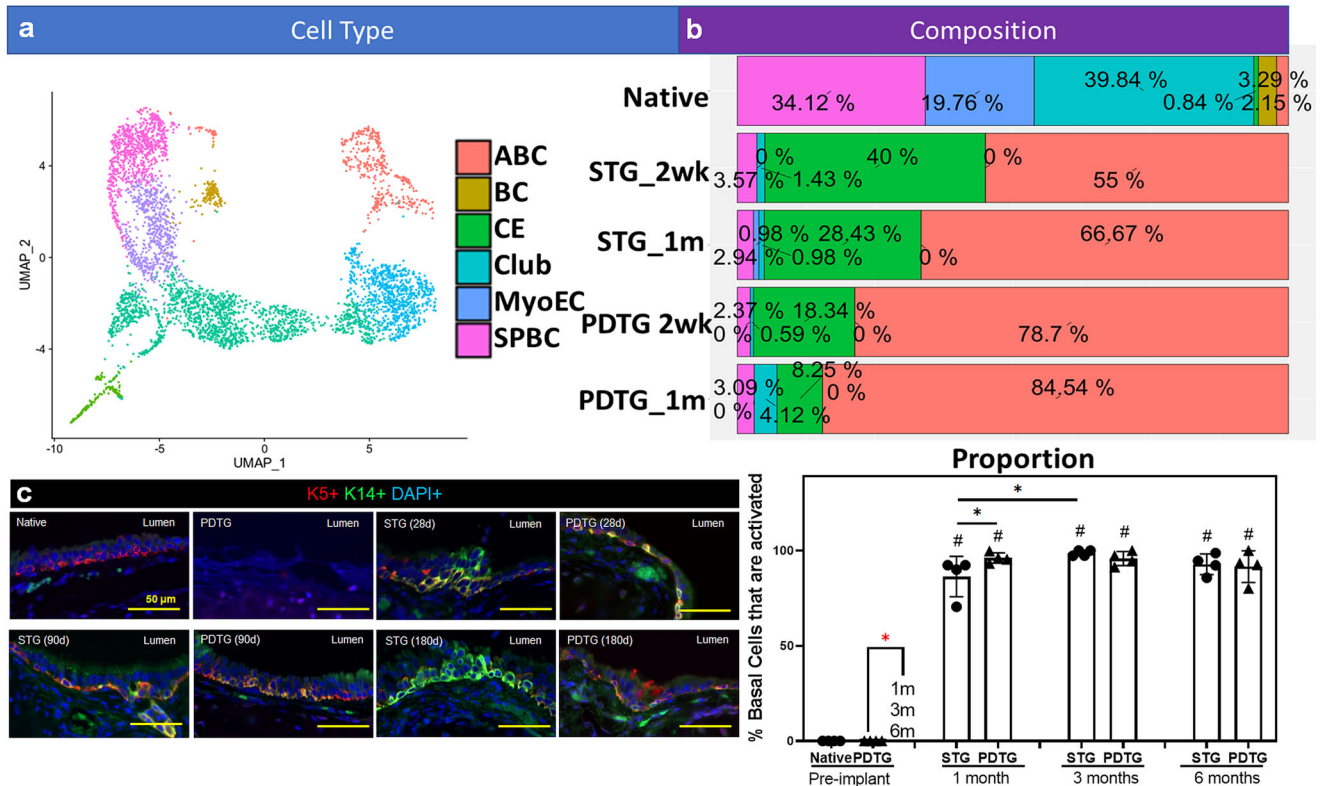 a Cell Type b Composition
UMAP_2
4
0
-4
-10 -5 0 5
UMAP_1
ABC
BC
CE
Club
MyoEC
SPBC
Native
34.12 % 19.76 % 39.84 % 0.84 % 3.29 % 2.15 %
STG_2wk
3.57 % 0 % 1.43 % 40 % 0 % 55 %
STG_1m
2.94 % 0.98 % 0.98 % 28.43 % 0 % 66.67 %
PDTG 2wk
2.37 % 0 % 0.59 % 18.34 % 0 % 78.7 %
PDTG_1m
3.09 % 0 % 4.12 % 8.25 % 0 % 84.54 %
c K5+ K14+ DAPI+
Native Lumen
50 µm
PDTG Lumen
STG (28d) Lumen
PDTG (28d) Lumen
STG (90d) Lumen
PDTG (90d) Lumen
STG (180d) Lumen
PDTG (180d) Lumen
Proportion
% Basal Cells that are activated
100
50
0
*
*
# # # # # #
*
1m
3m
6m
Native PDTG STG PDTG STG PDTG STG PDTG
Pre-implant 1 month 3 months 6 months